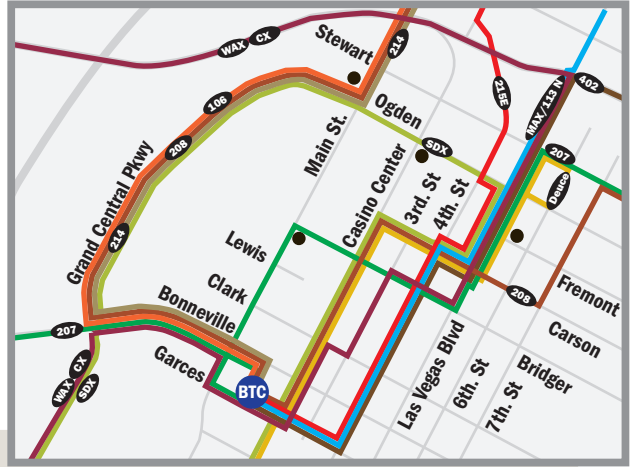 WAX
CX
Stewart
214
215E
402
MAX/113 N
106
Ogden
208
Main St.
SDX
207
Deuce
Casino Center
3rd. St
4th. St
Grand Central Pkwy
214
Lewis
Clark
Bonneville
207
208
Fremont
Carson
Bridger
Garces
WAX
CX
SDX
BTC
Las Vegas Blvd
6th. St
7th. St